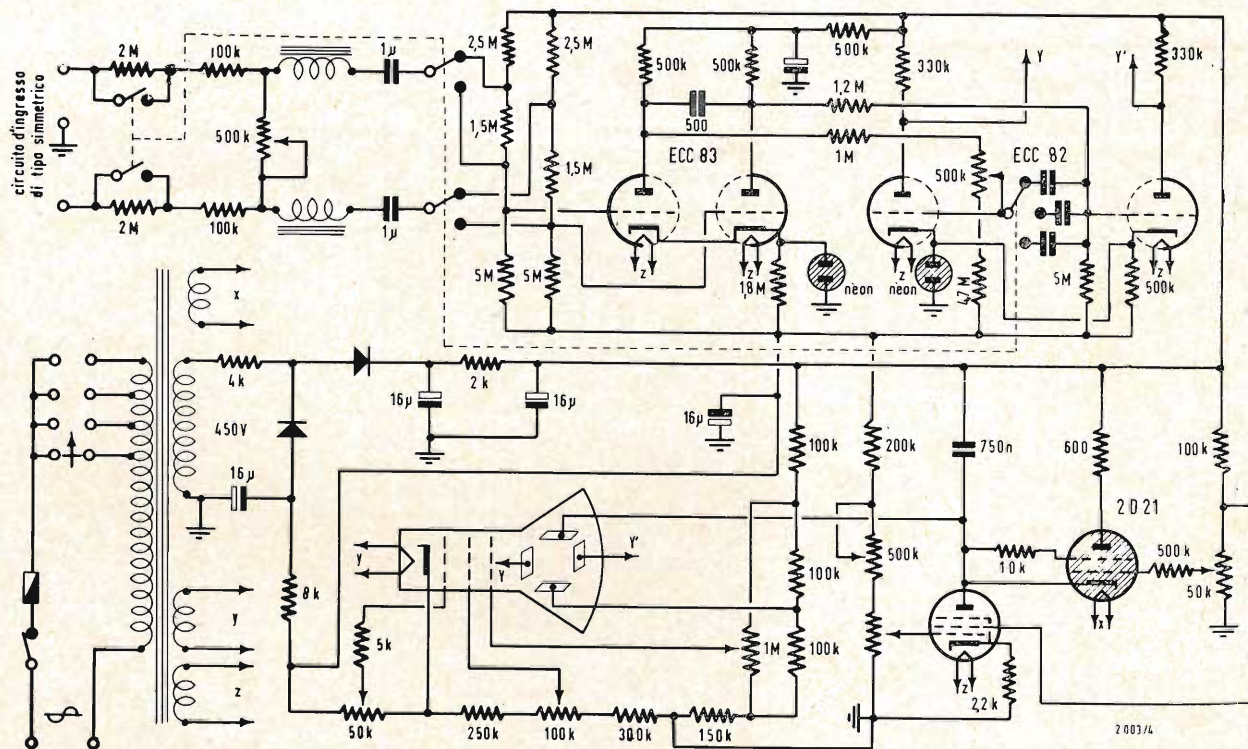 circuito d'ingresso
di tipo simmetrico
2M
100k
1µ
2,5M
2,5M
500k
500k
500k
330k
Y
Y'
330k
500k
1,5M
500
1,2 M
1M
ECC 83
ECC 82
1,5M
500k
2M
100k
1µ
5M
5M
Z
Z
1,8M
neon
neon
Z
4,7M
5M
Z
500k
x
4k
2k
16µ
16µ
16µ
450V
16µ
100k
200k
750n
600
100k
2D21
y
Y
Y'
100k
500k
10k
500k
50k
8k
5k
1M
100k
x
y
z
Z
2,2k
50k
250k
100k
300k
150k
2003/4